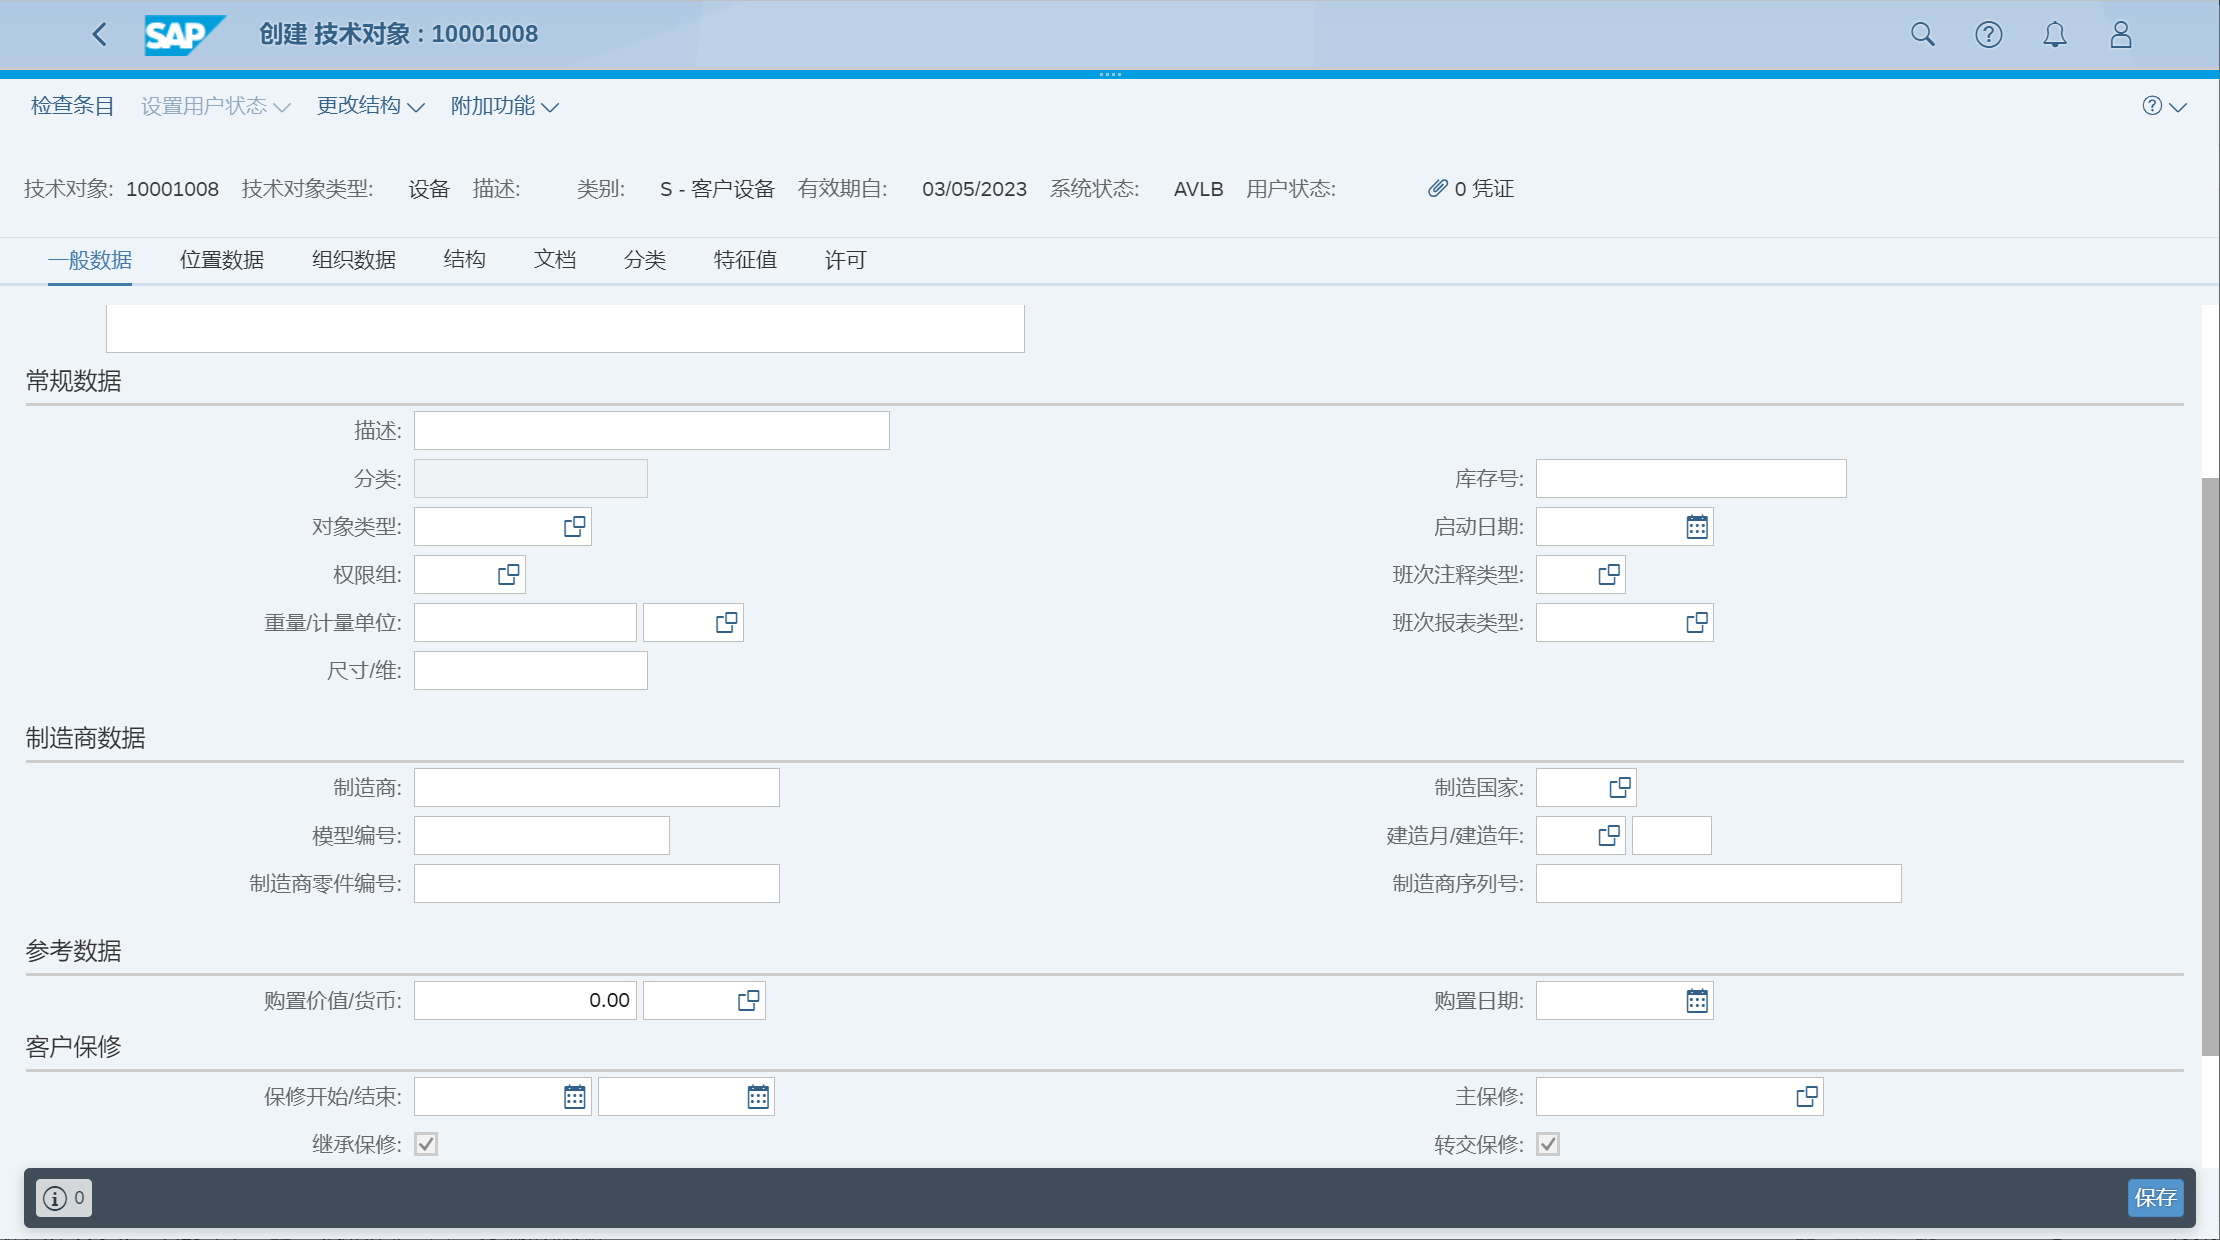 SAP 创建 技术对象 : 10001008
检查条目 设置用户状态 更改结构 附加功能
技术对象: 10001008 技术对象类型: 设备 描述: 类别: S - 客户设备 有效期自: 03/05/2023 系统状态: AVLB 用户状态: 0 凭证
一般数据 位置数据 组织数据 结构 文档 分类 特征值 许可
常规数据
描述:
分类: 库存号:
对象类型: 启动日期:
权限组: 班次注释类型:
重量/计量单位: 班次报表类型:
尺寸/维:
制造商数据
制造商: 制造国家:
模型编号: 建造月/建造年:
制造商零件编号: 制造商序列号:
参考数据
购置价值/货币: 0.00 购置日期:
客户保修
保修开始/结束: 主保修:
继承保修: 转交保修:
0 保存